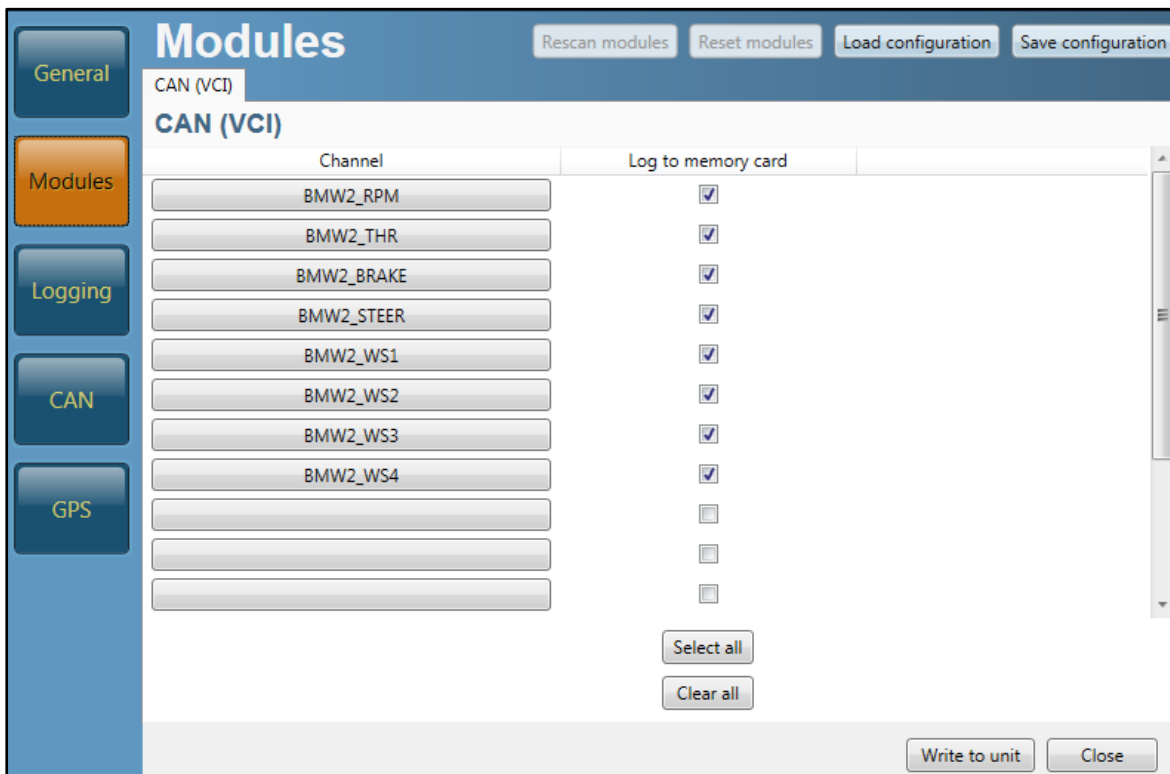 Modules
Rescan modules Reset modules Load configuration Save configuration
General
CAN (VCI)
CAN (VCI)
Channel Log to memory card
Modules
BMW2_RPM
BMW2_THR
BMW2_BRAKE
Logging
BMW2_STEER
BMW2_WS1
CAN
BMW2_WS2
BMW2_WS3
BMW2_WS4
GPS
Select all
Clear all
Write to unit Close